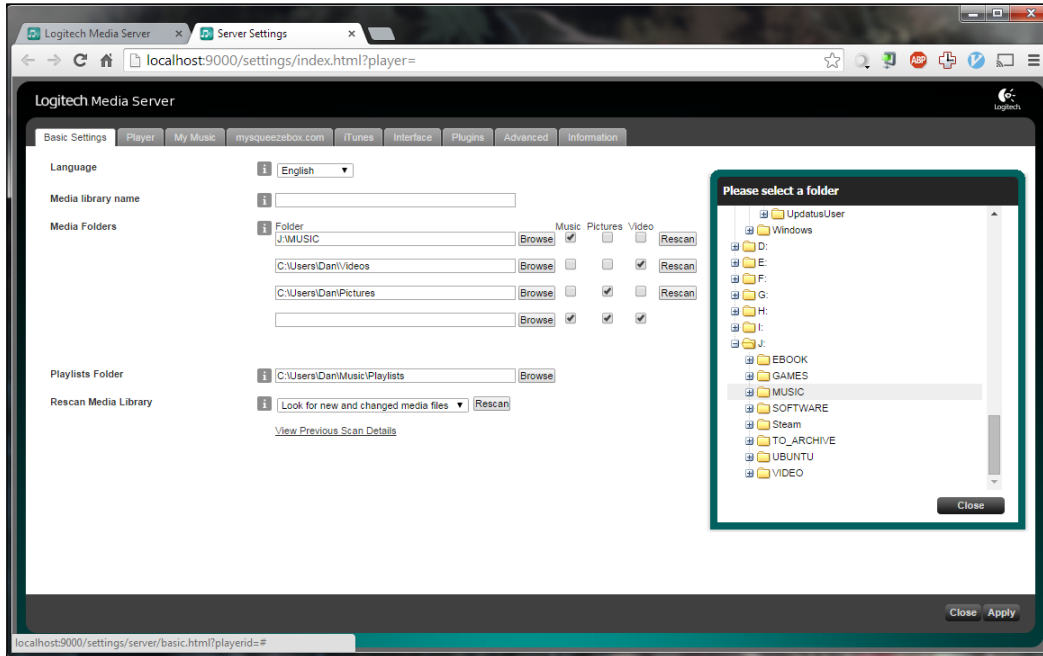 Logitech Media Server
Server Settings
localhost:9000/settings/index.html?player=
ABP
Logitech Media Server
Logitech
Basic Settings Player My Music mysqueezebox.com iTunes Interface Plugins Advanced Information
Language i English
Media library name i
Media Folders i Folder Music Pictures Video
J:\MUSIC Browse Rescan
C:\Users\Dan\Videos Browse Rescan
C:\Users\Dan\Pictures Browse Rescan
Browse
Playlists Folder i C:\Users\Dan\Music\Playlists Browse
Rescan Media Library i Look for new and changed media files Rescan
View Previous Scan Details
Please select a folder
UpdatusUser
Windows
D:
E:
F:
G:
H:
I:
J:
EBOOK
GAMES
MUSIC
SOFTWARE
Steam
TO_ARCHIVE
UBUNTU
VIDEO
Close
Close Apply
localhost:9000/settings/server/basic.html?playerid=#